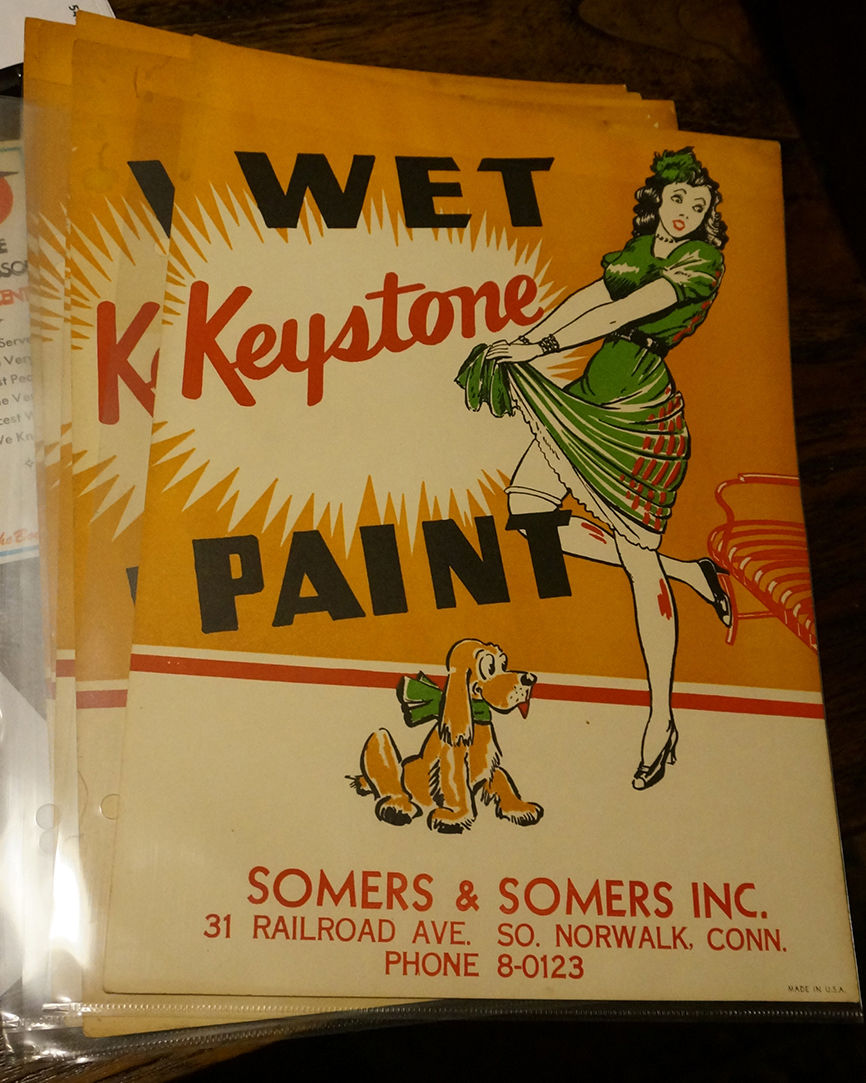 WET
Keystone
PAINT
SOMERS & SOMERS INC.
31 RAILROAD AVE. SO. NORWALK, CONN.
PHONE 8-0123
MADE IN U.S.A.